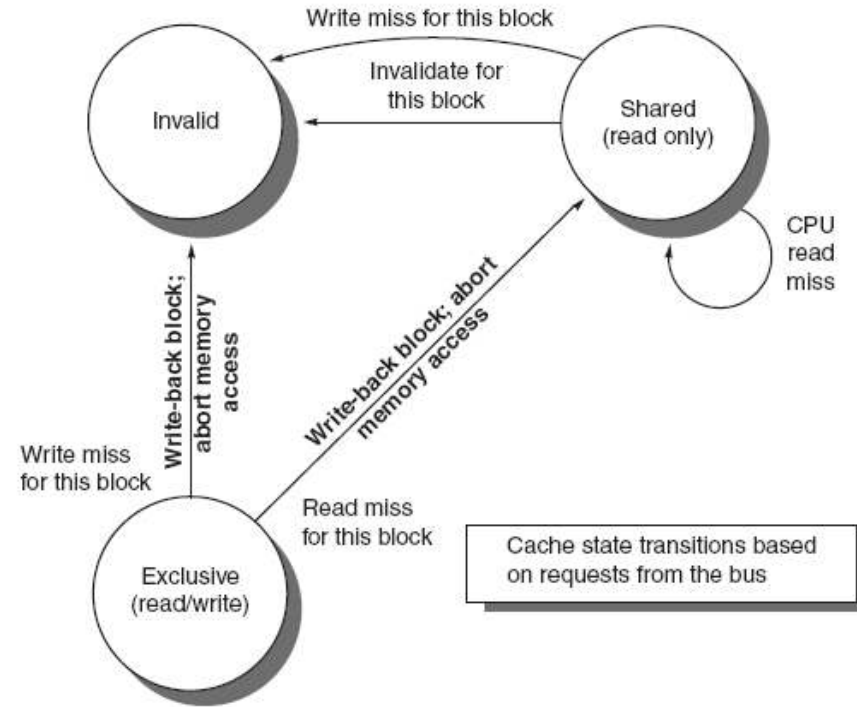 Write miss for this block
Invalidate for
this block
Invalid
Shared
(read only)
CPU
read
miss
Write-back block;
abort memory
access
Write-back block; abort
memory access
Write miss
for this block
Read miss
for this block
Exclusive
(read/write)
Cache state transitions based
on requests from the bus